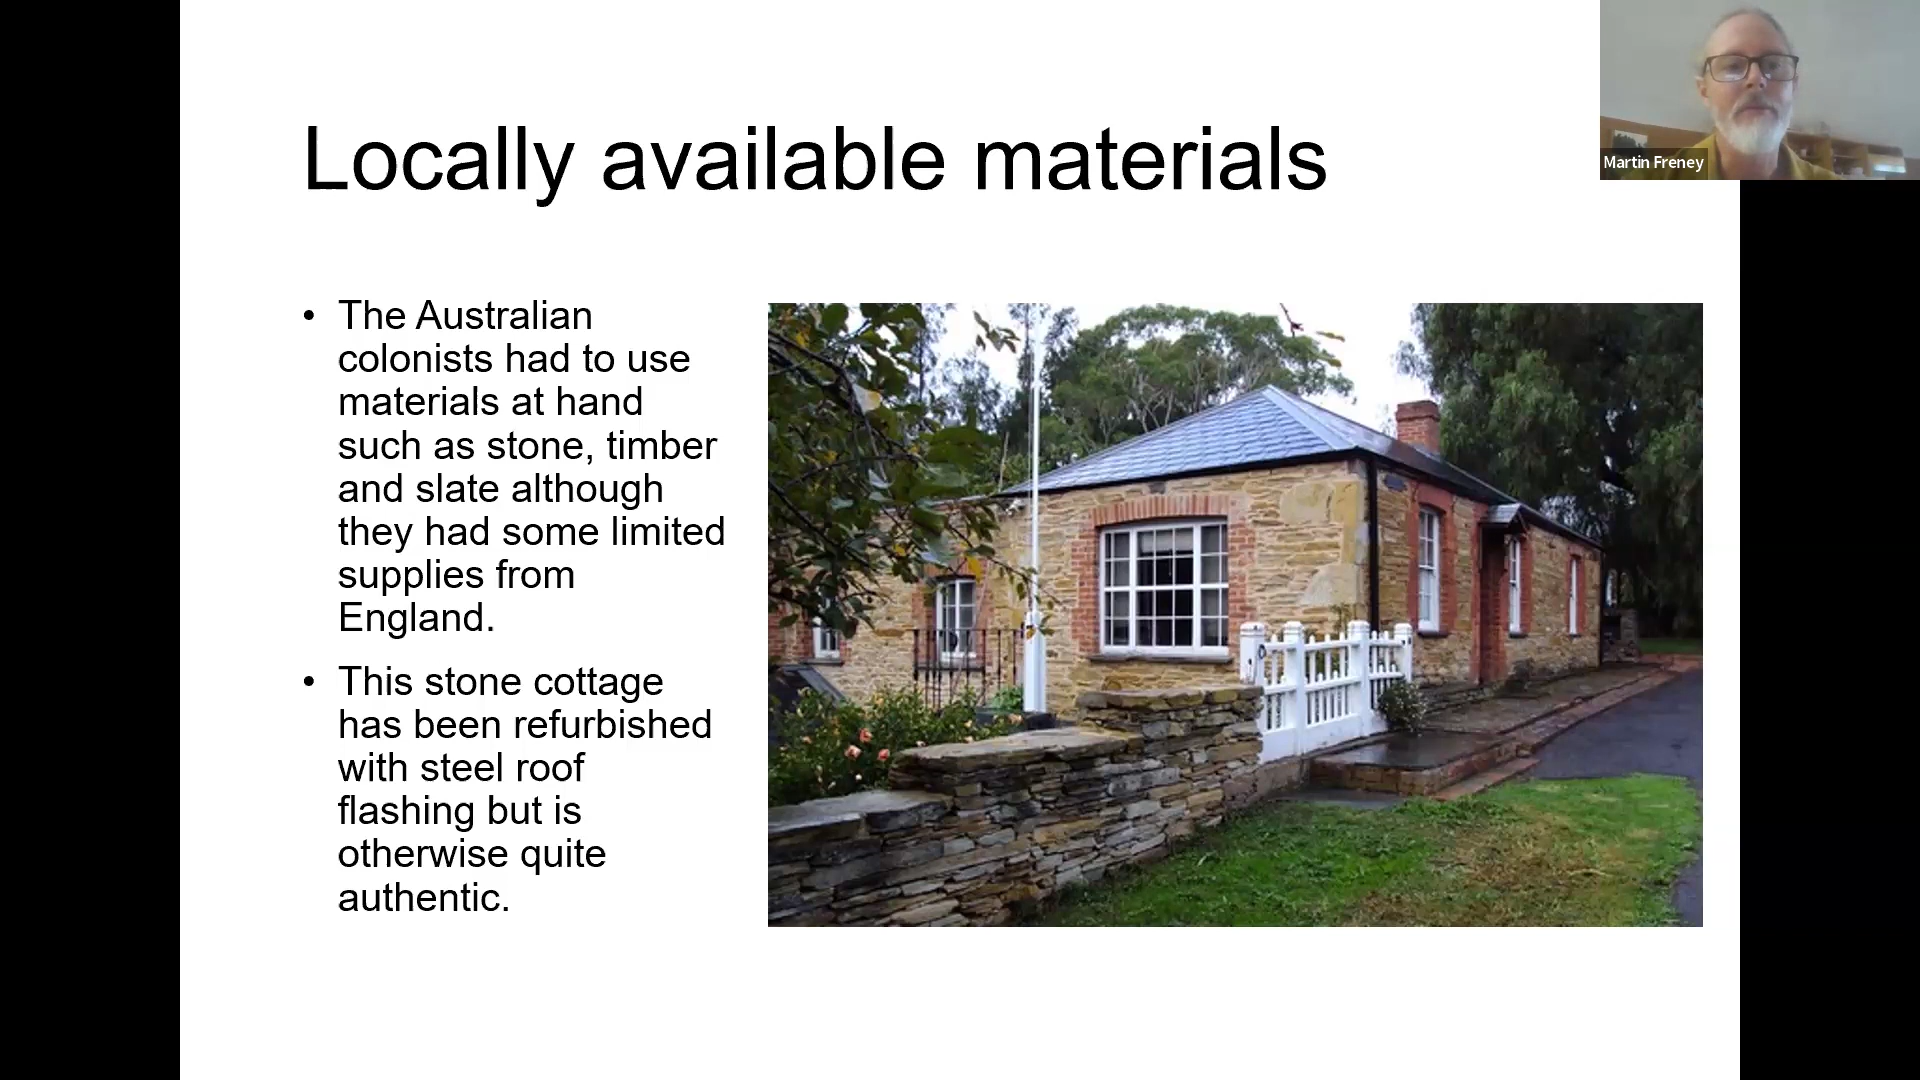 Locally available materials
Martin Freney
• The Australian
colonists had to use
materials at hand
such as stone, timber
and slate although
they had some limited
supplies from
England.
• This stone cottage
has been refurbished
with steel roof
flashing but is
otherwise quite
authentic.